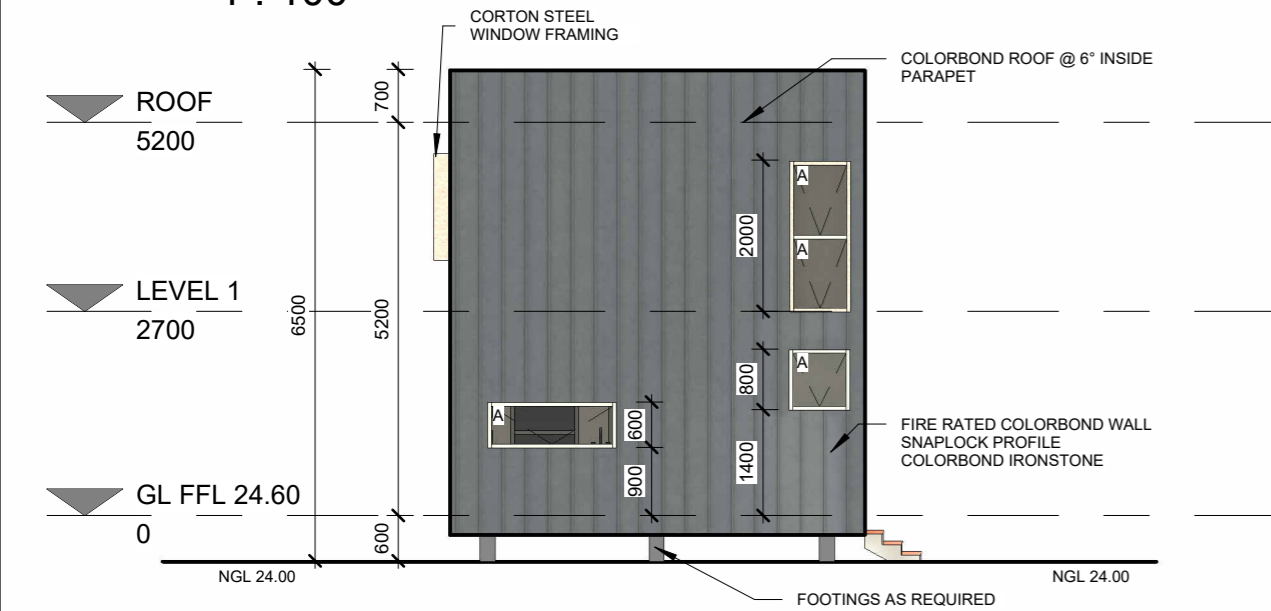 1 : 100
CORTON STEEL
WINDOW FRAMING
COLORBOND ROOF @ 6° INSIDE
PARAPET
ROOF
5200
700
A
2000
A
LEVEL 1
2700
6500
5200
A
800
A
600
FIRE RATED COLORBOND WALL
SNAPLOCK PROFILE
COLORBOND IRONSTONE
900
1400
GL FFL 24.60
0
600
NGL 24.00
NGL 24.00
FOOTINGS AS REQUIRED